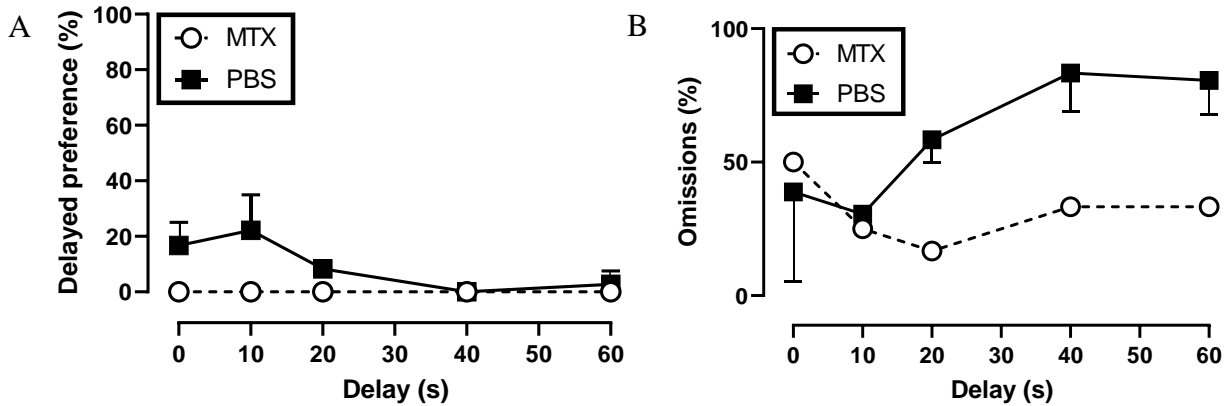 A
Delayed preference (%)
100
80
60
40
20
0
MTX
PBS
0 10 20 30 40 50 60
Delay (s)
B
Omissions (%)
100
50
0
MTX
PBS
0 10 20 30 40 50 60
Delay (s)